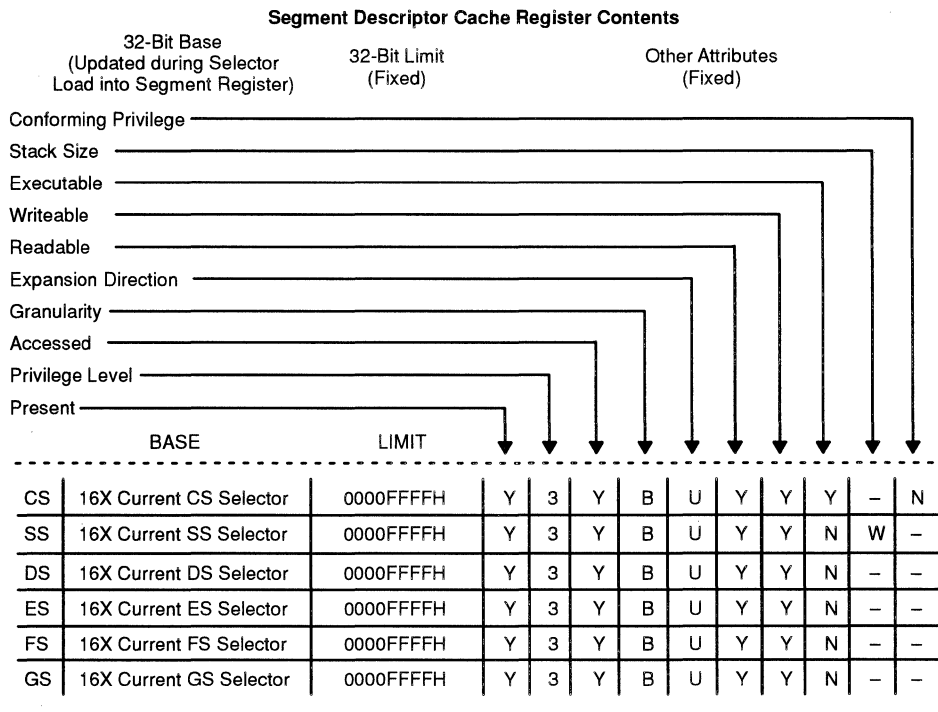 Segment Descriptor Cache Register Contents
32-Bit Base
(Updated during Selector
Load into Segment Register)
32-Bit Limit
(Fixed)
Other Attributes
(Fixed)
Conforming Privilege
Stack Size
Executable
Writeable
Readable
Expansion Direction
Granularity
Accessed
Privilege Level
Present
BASE LIMIT
CS 16X Current CS Selector 0000FFFFH Y 3 Y B U Y Y Y – N
SS 16X Current SS Selector 0000FFFFH Y 3 Y B U Y Y N W –
DS 16X Current DS Selector 0000FFFFH Y 3 Y B U Y Y N – –
ES 16X Current ES Selector 0000FFFFH Y 3 Y B U Y Y N – –
FS 16X Current FS Selector 0000FFFFH Y 3 Y B U Y Y N – –
GS 16X Current GS Selector 0000FFFFH Y 3 Y B U Y Y N – –